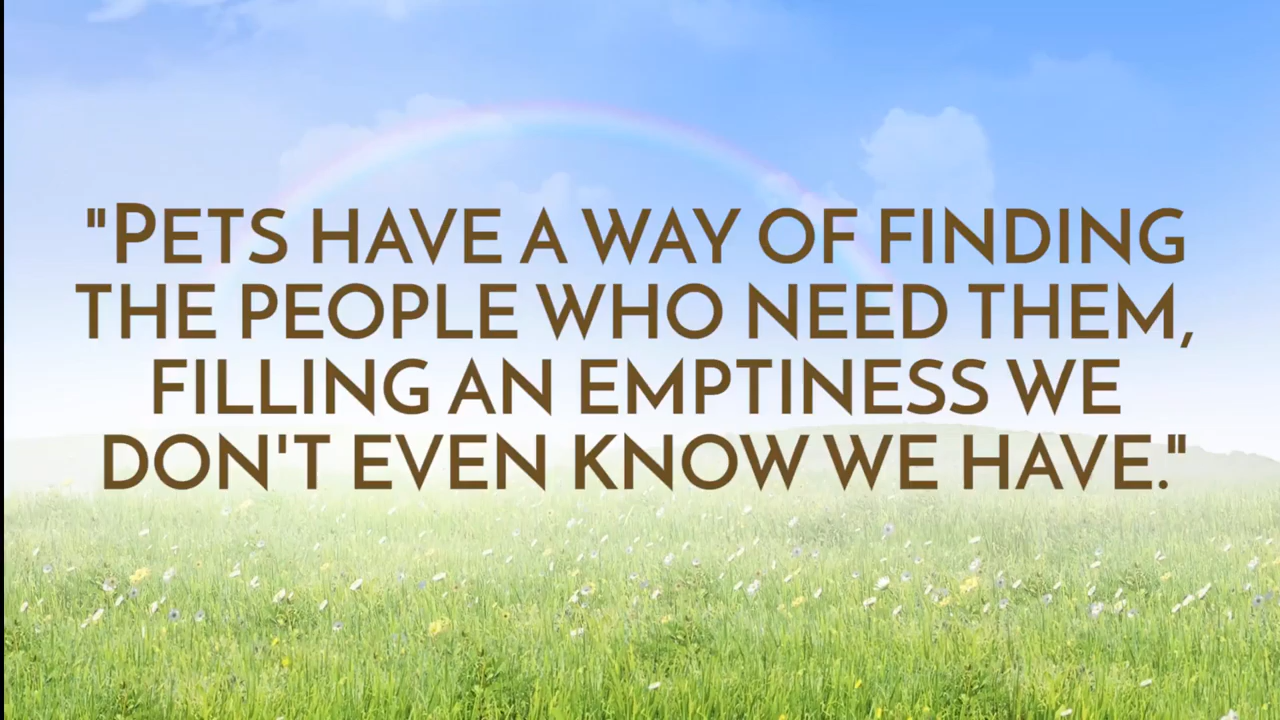 "PETS HAVE A WAY OF FINDING
THE PEOPLE WHO NEED THEM,
FILLING AN EMPTINESS WE
DON'T EVEN KNOW WE HAVE."